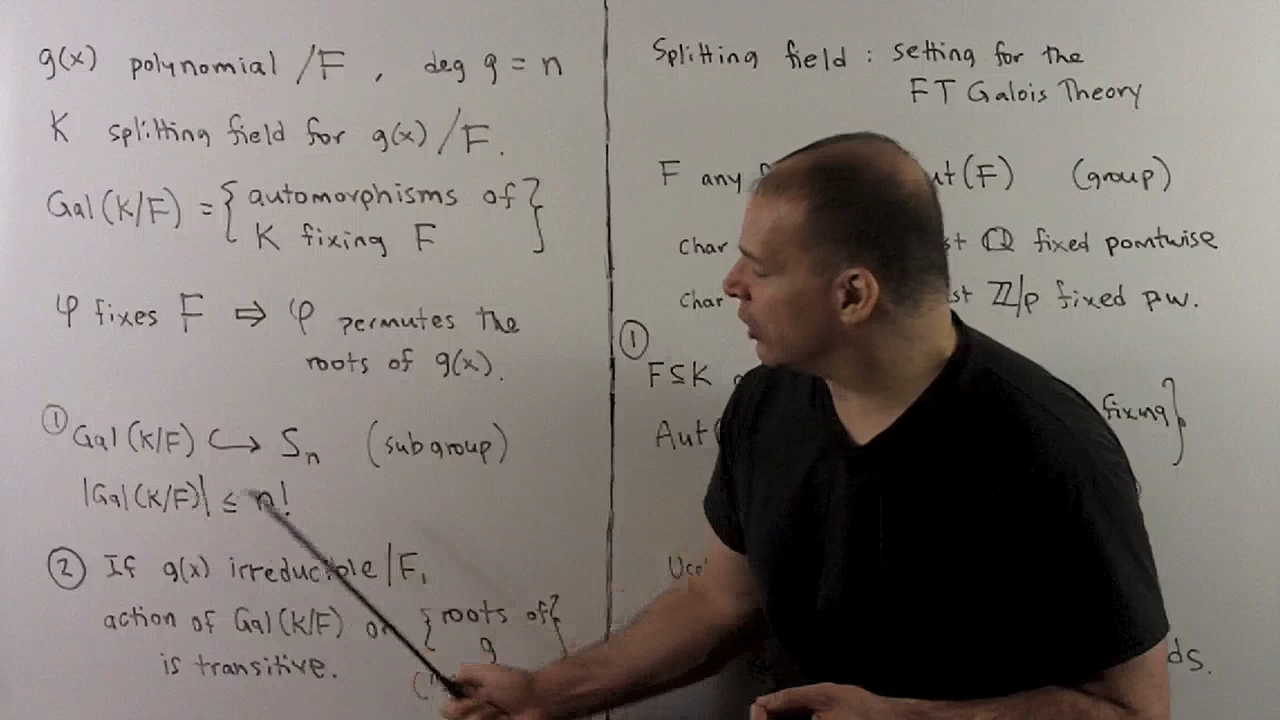 g(x) polynomial /F, deg g = n
K splitting field for g(x)/F.
Gal(K/F) = { automorphisms of
K fixing F }
φ fixes F ⇒ φ permutes the
roots of g(x).
① Gal(K/F) ↪ Sn (subgroup)
|Gal(K/F)| ≤ n!
② If g(x) irreducible/F,
action of Gal(K/F) on {roots of
g}
is transitive.
Splitting field : setting for the
FT Galois Theory
F any ut(F) (group)
char st ℚ fixed pointwise
char st ℤ/p fixed pw.
①
F⊆K
fixing}
Aut(
Use
ds.